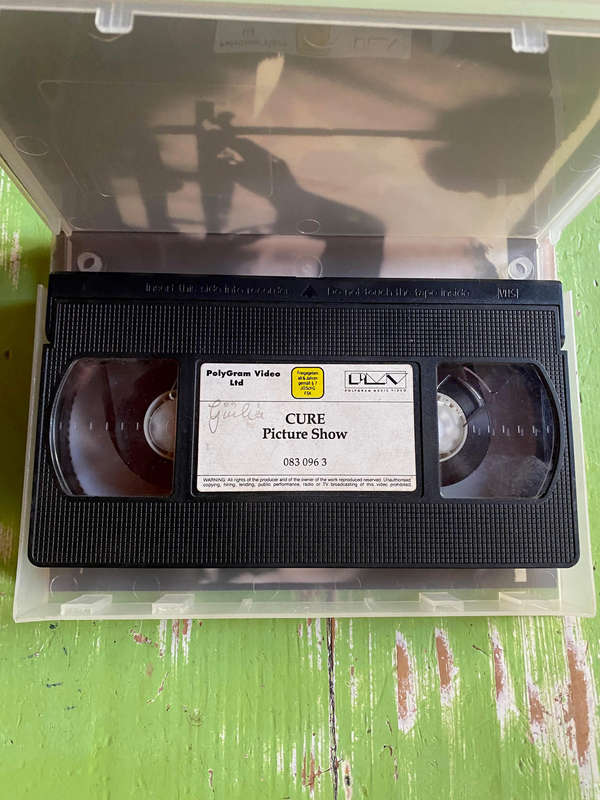 Insert this side into recorder
Do not touch the tape inside
VHS
PolyGram Video
Ltd
Freigegeben
ab 6 Jahren
gemäß § 7
JÖSchG
FSK
POLYGRAM MUSIC VIDEO
CURE
Picture Show
083 096 3
WARNING: All rights of the producer and of the owner of the work reproduced reserved. Unauthorised
copying, hiring, lending, public performance, radio or TV broadcasting of this video prohibited.